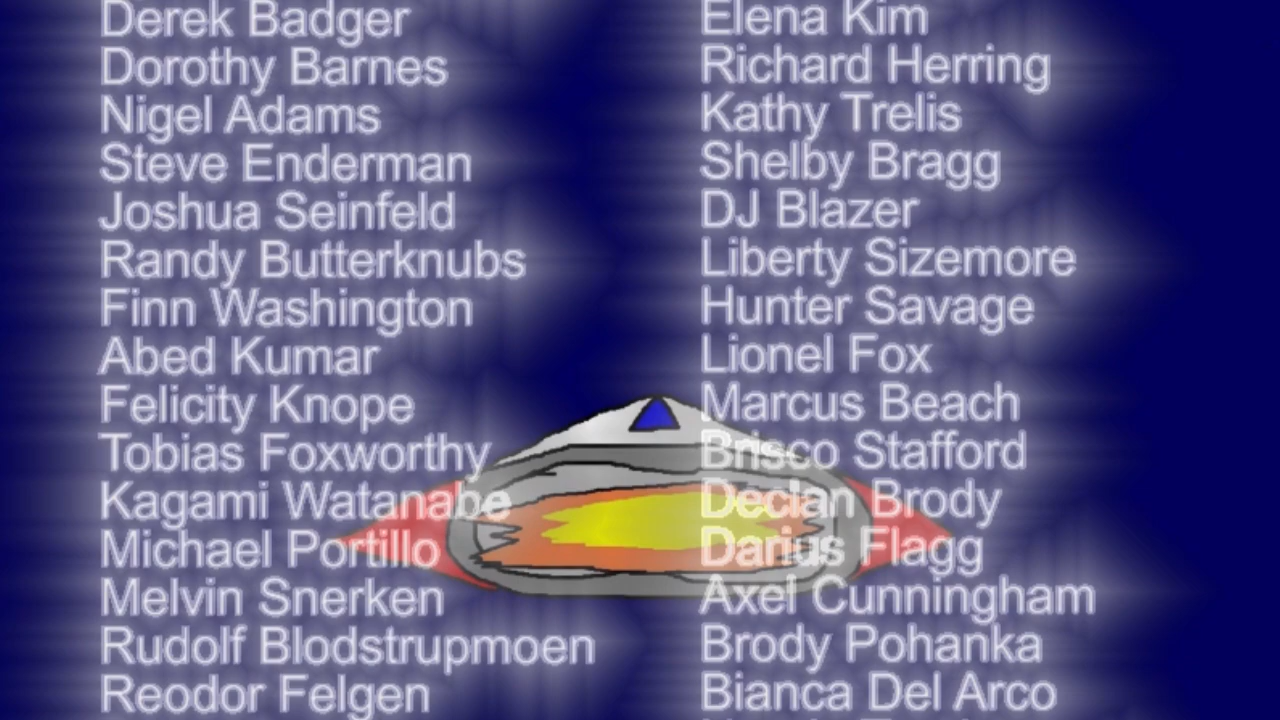 Derek Badger
Dorothy Barnes
Nigel Adams
Steve Enderman
Joshua Seinfeld
Randy Butterknubs
Finn Washington
Abed Kumar
Felicity Knope
Tobias Foxworthy
Kagami Watanabe
Michael Portillo
Melvin Snerken
Rudolf Blodstrupmoen
Reodor Felgen
Elena Kim
Richard Herring
Kathy Trelis
Shelby Bragg
DJ Blazer
Liberty Sizemore
Hunter Savage
Lionel Fox
Marcus Beach
Brisco Stafford
Decian Brody
Darius Flagg
Axel Cunningham
Brody Pohanka
Bianca Del Arco